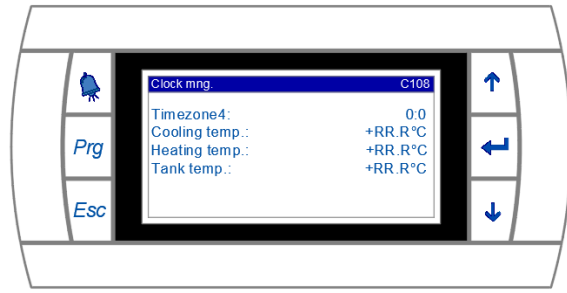 Clock mng. C108
Timezone4: 0:0
Cooling temp.: +RR.R°C
Heating temp.: +RR.R°C
Tank temp.: +RR.R°C
Prg
Esc